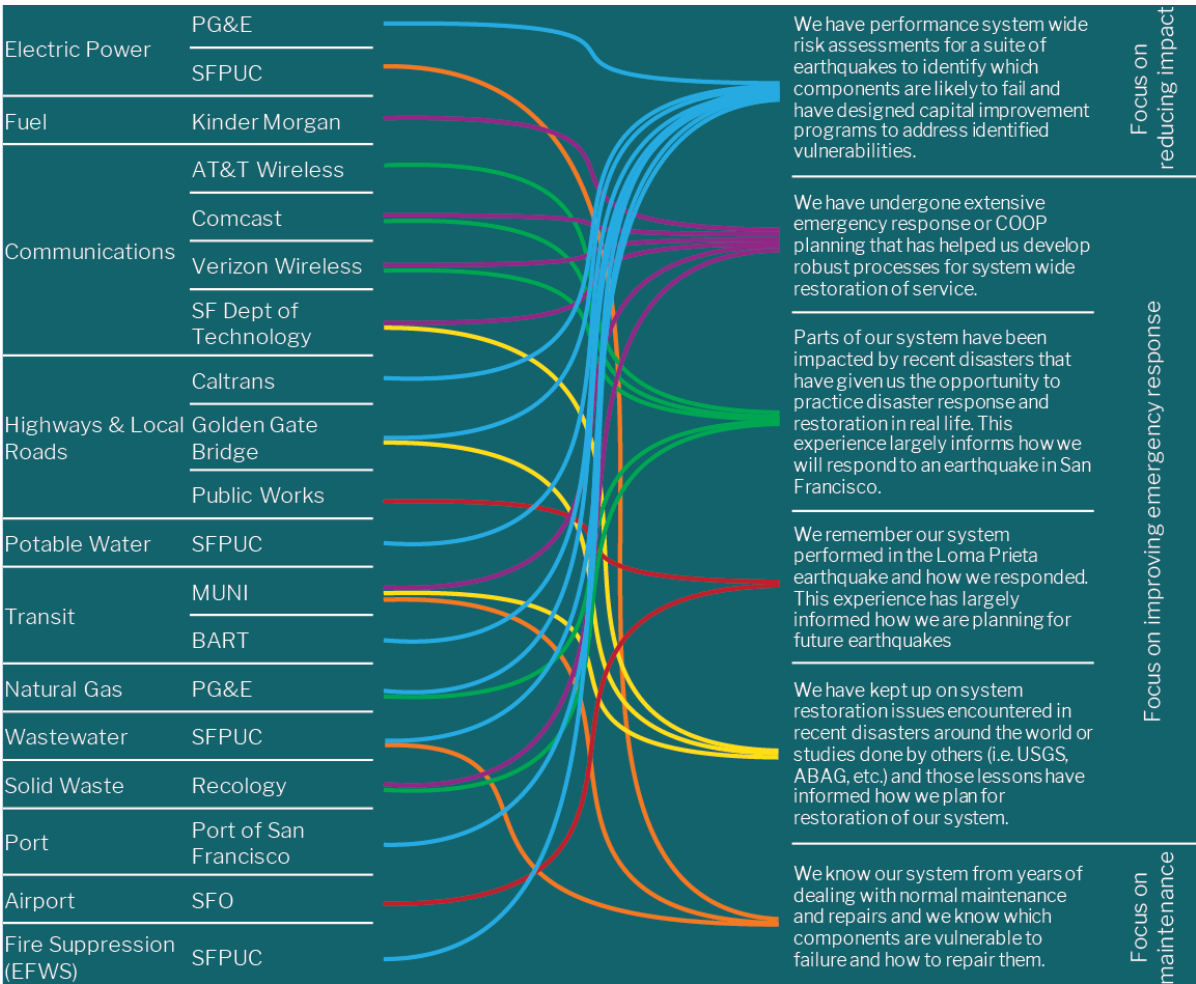 Electric Power
PG&E
SFPUC
Fuel
Kinder Morgan
Communications
AT&T Wireless
Comcast
Verizon Wireless
SF Dept of
Technology
Highways & Local
Roads
Caltrans
Golden Gate
Bridge
Public Works
Potable Water
SFPUC
Transit
MUNI
BART
Natural Gas
PG&E
Wastewater
SFPUC
Solid Waste
Recology
Port
Port of San
Francisco
Airport
SFO
Fire Suppression
(EFWS)
SFPUC
We have performance system wide
risk assessments for a suite of
earthquakes to identify which
components are likely to fail and
have designed capital improvement
programs to address identified
vulnerabilities.
Focus on
reducing impact
We have undergone extensive
emergency response or COOP
planning that has helped us develop
robust processes for system wide
restoration of service.
Parts of our system have been
impacted by recent disasters that
have given us the opportunity to
practice disaster response and
restoration in real life. This
experience largely informs how we
will respond to an earthquake in San
Francisco.
We remember our system
performed in the Loma Prieta
earthquake and how we responded.
This experience has largely
informed how we are planning for
future earthquakes
We have kept up on system
restoration issues encountered in
recent disasters around the world or
studies done by others (i.e. USGS,
ABAG, etc.) and those lessons have
informed how we plan for
restoration of our system.
Focus on improving emergency response
We know our system from years of
dealing with normal maintenance
and repairs and we know which
components are vulnerable to
failure and how to repair them.
Focus on
maintenance